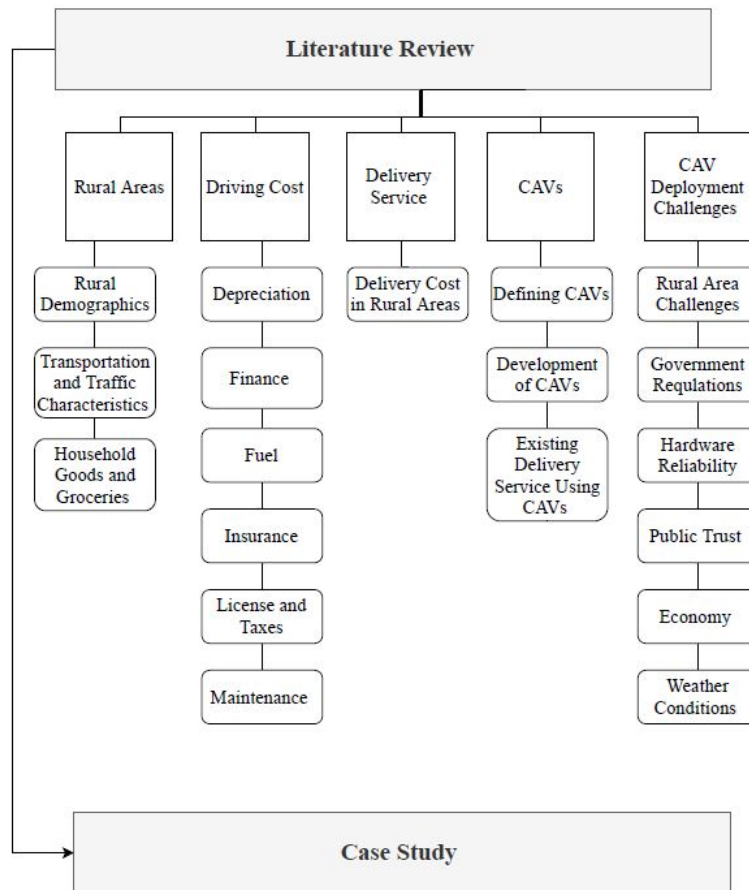 Literature Review
Rural Areas
Driving Cost
Delivery
Service
CAVs
CAV
Deployment
Challenges
Rural
Demographics
Transportation
and Traffic
Characteristics
Household
Goods and
Groceries
Depreciation
Finance
Fuel
Insurance
License and
Taxes
Maintenance
Delivery Cost
in Rural Areas
Defining CAVs
Development
of CAVs
Existing
Delivery
Service Using
CAVs
Rural Area
Challenges
Government
Requlations
Hardware
Reliability
Public Trust
Economy
Weather
Conditions
Case Study